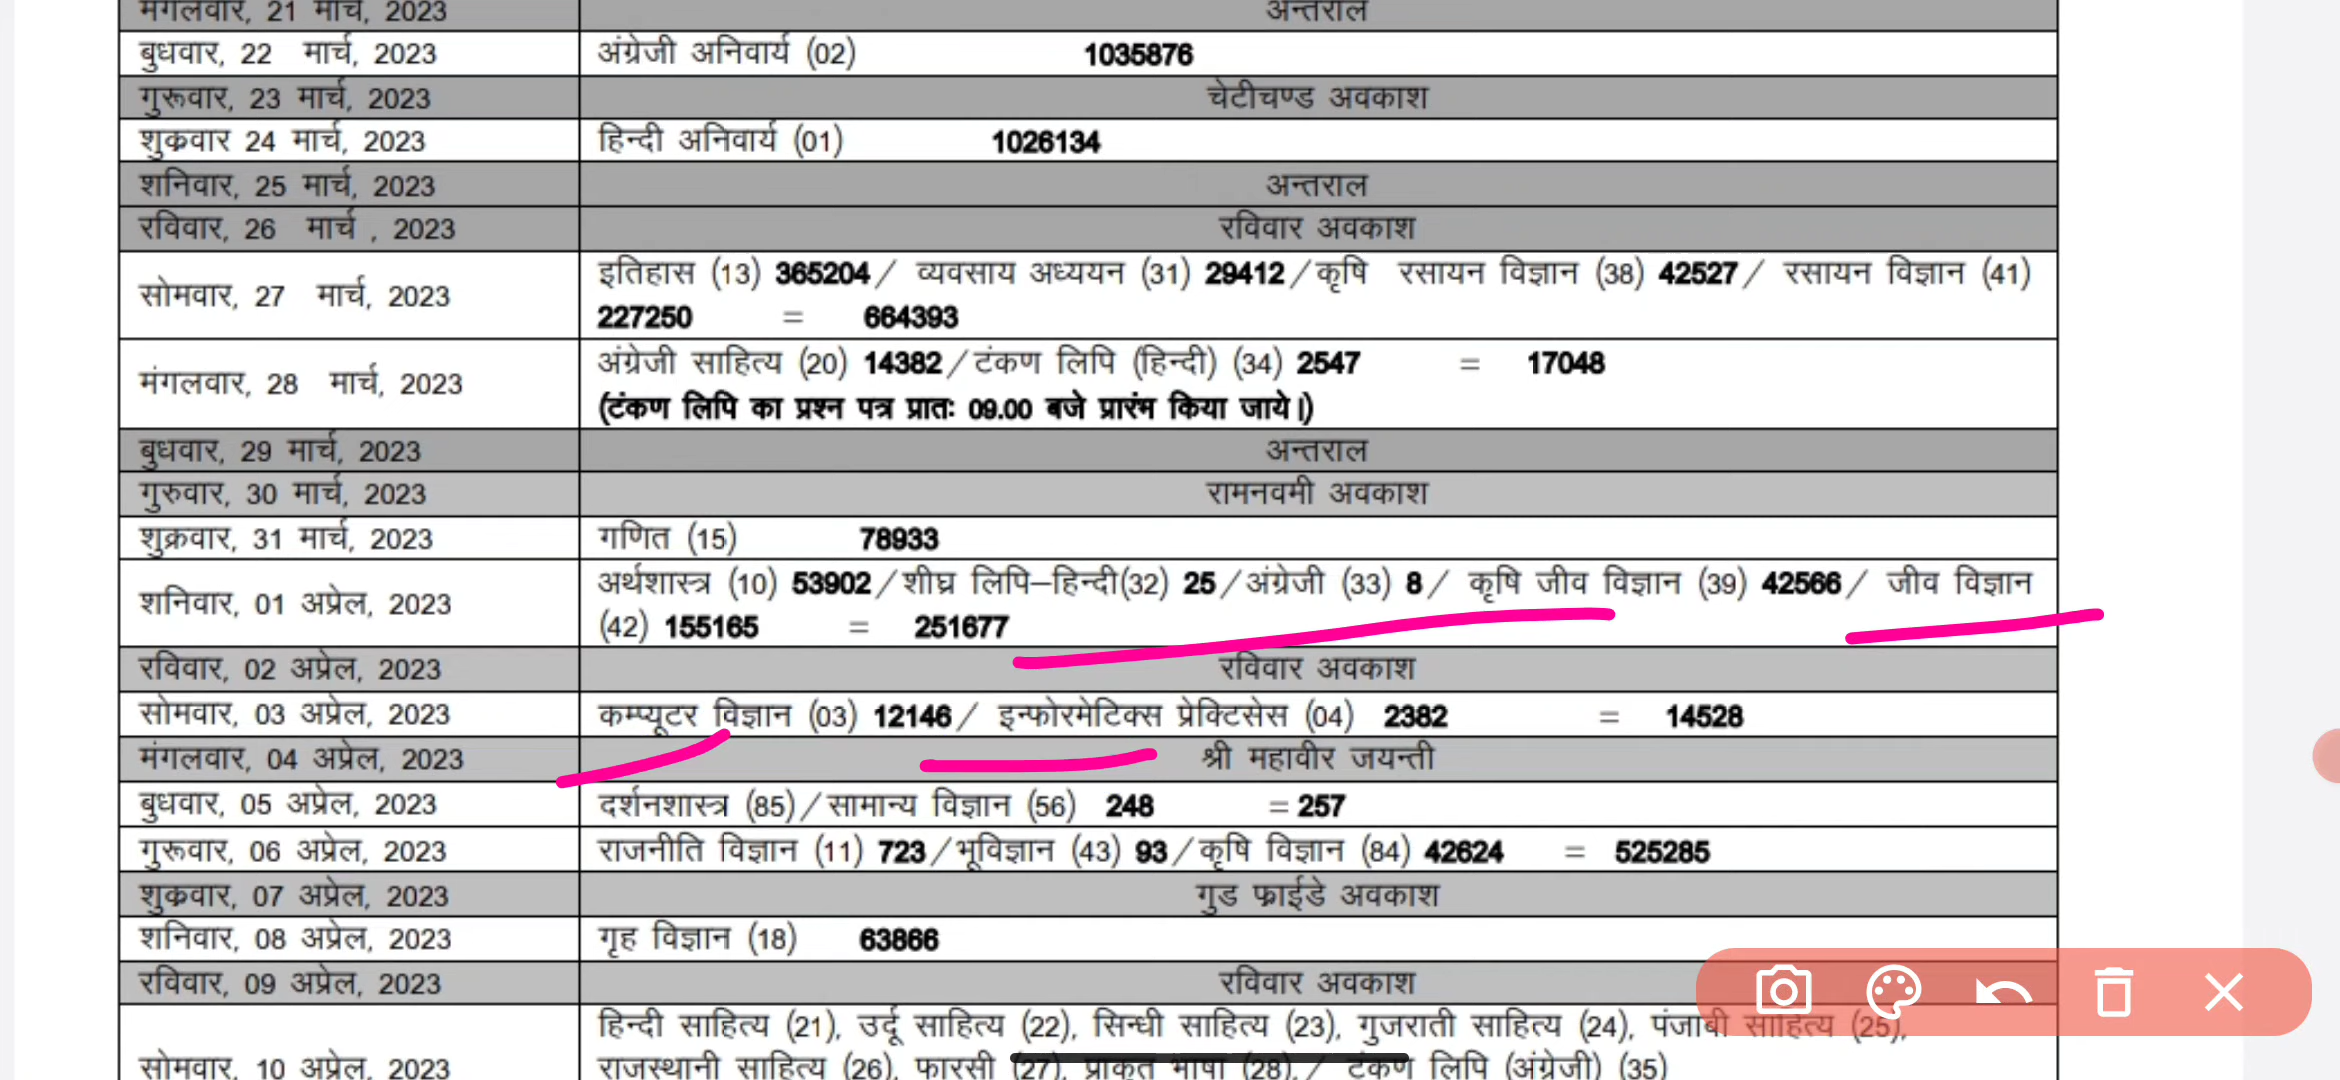 मंगलवार, 21 मार्च, 2023 अन्तराल
बुधवार, 22 मार्च, 2023 अंग्रेजी अनिवार्य (02) 1035876
गुरूवार, 23 मार्च, 2023 चेटीचण्ड अवकाश
शुक्रवार 24 मार्च, 2023 हिन्दी अनिवार्य (01) 1026134
शनिवार, 25 मार्च, 2023 अन्तराल
रविवार, 26 मार्च , 2023 रविवार अवकाश
सोमवार, 27 मार्च, 2023 इतिहास (13) 365204 / व्यवसाय अध्ययन (31) 29412 / कृषि रसायन विज्ञान (38) 42527 / रसायन विज्ञान (41)
227250 = 664393
मंगलवार, 28 मार्च, 2023 अंग्रेजी साहित्य (20) 14382 / टंकण लिपि (हिन्दी) (34) 2547 = 17048
(टंकण लिपि का प्रश्न पत्र प्रातः 09.00 बजे प्रारंम किया जाये।)
बुधवार, 29 मार्च, 2023 अन्तराल
गुरुवार, 30 मार्च, 2023 रामनवमी अवकाश
शुक्रवार, 31 मार्च, 2023 गणित (15) 78933
शनिवार, 01 अप्रेल, 2023 अर्थशास्त्र (10) 53902 / शीघ्र लिपि–हिन्दी(32) 25 / अंग्रेजी (33) 8 / कृषि जीव विज्ञान (39) 42566 / जीव विज्ञान
(42) 155165 = 251677
रविवार, 02 अप्रेल, 2023 रविवार अवकाश
सोमवार, 03 अप्रेल, 2023 कम्प्यूटर विज्ञान (03) 12146 / इन्फोरमेटिक्स प्रेक्टिसेस (04) 2382 = 14528
मंगलवार, 04 अप्रेल, 2023 श्री महावीर जयन्ती
बुधवार, 05 अप्रेल, 2023 दर्शनशास्त्र (85) / सामान्य विज्ञान (56) 248 = 257
गुरूवार, 06 अप्रेल, 2023 राजनीति विज्ञान (11) 723 / भूविज्ञान (43) 93 / कृषि विज्ञान (84) 42624 = 525285
शुक्रवार, 07 अप्रेल, 2023 गुड फ्राईडे अवकाश
शनिवार, 08 अप्रेल, 2023 गृह विज्ञान (18) 63866
रविवार, 09 अप्रेल, 2023 रविवार अवकाश
हिन्दी साहित्य (21), उर्दू साहित्य (22), सिन्धी साहित्य (23), गुजराती साहित्य (24), पंजाबी साहित्य (25),
सोमवार, 10 अप्रेल, 2023 राजस्थानी साहित्य (26), फारसी (27), प्राकृत भाषा (28), / टंकण लिपि (अंग्रेजी) (35)